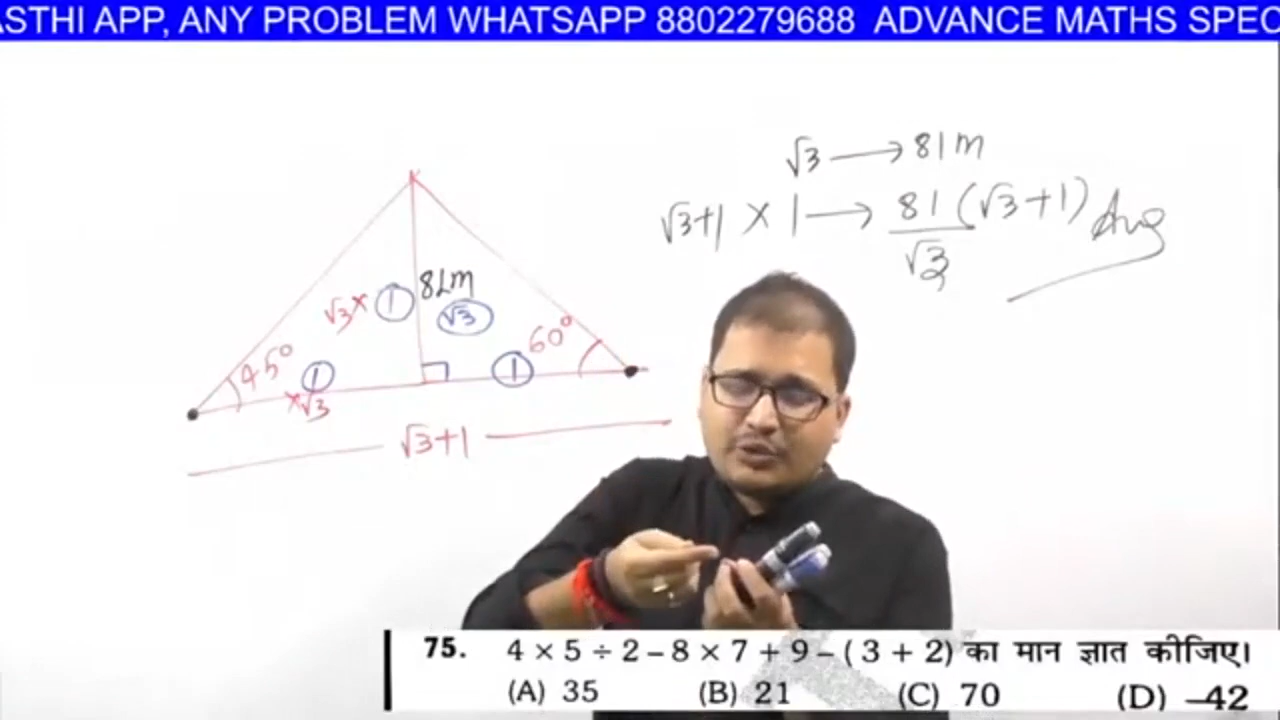 ASTHI APP, ANY PROBLEM WHATSAPP 8802279688 ADVANCE MATHS SPEC
√3 → 81m
√3+1 × 1 → 81/√3 (√3+1) Ans
81m
√3× 1 √3
60°
45° 1 1
×√3
√3+1
75. 4 × 5 ÷ 2 – 8 × 7 + 9 – ( 3 + 2) का मान ज्ञात कीजिए।
(A) 35 (B) 21 (C) 70 (D) –42